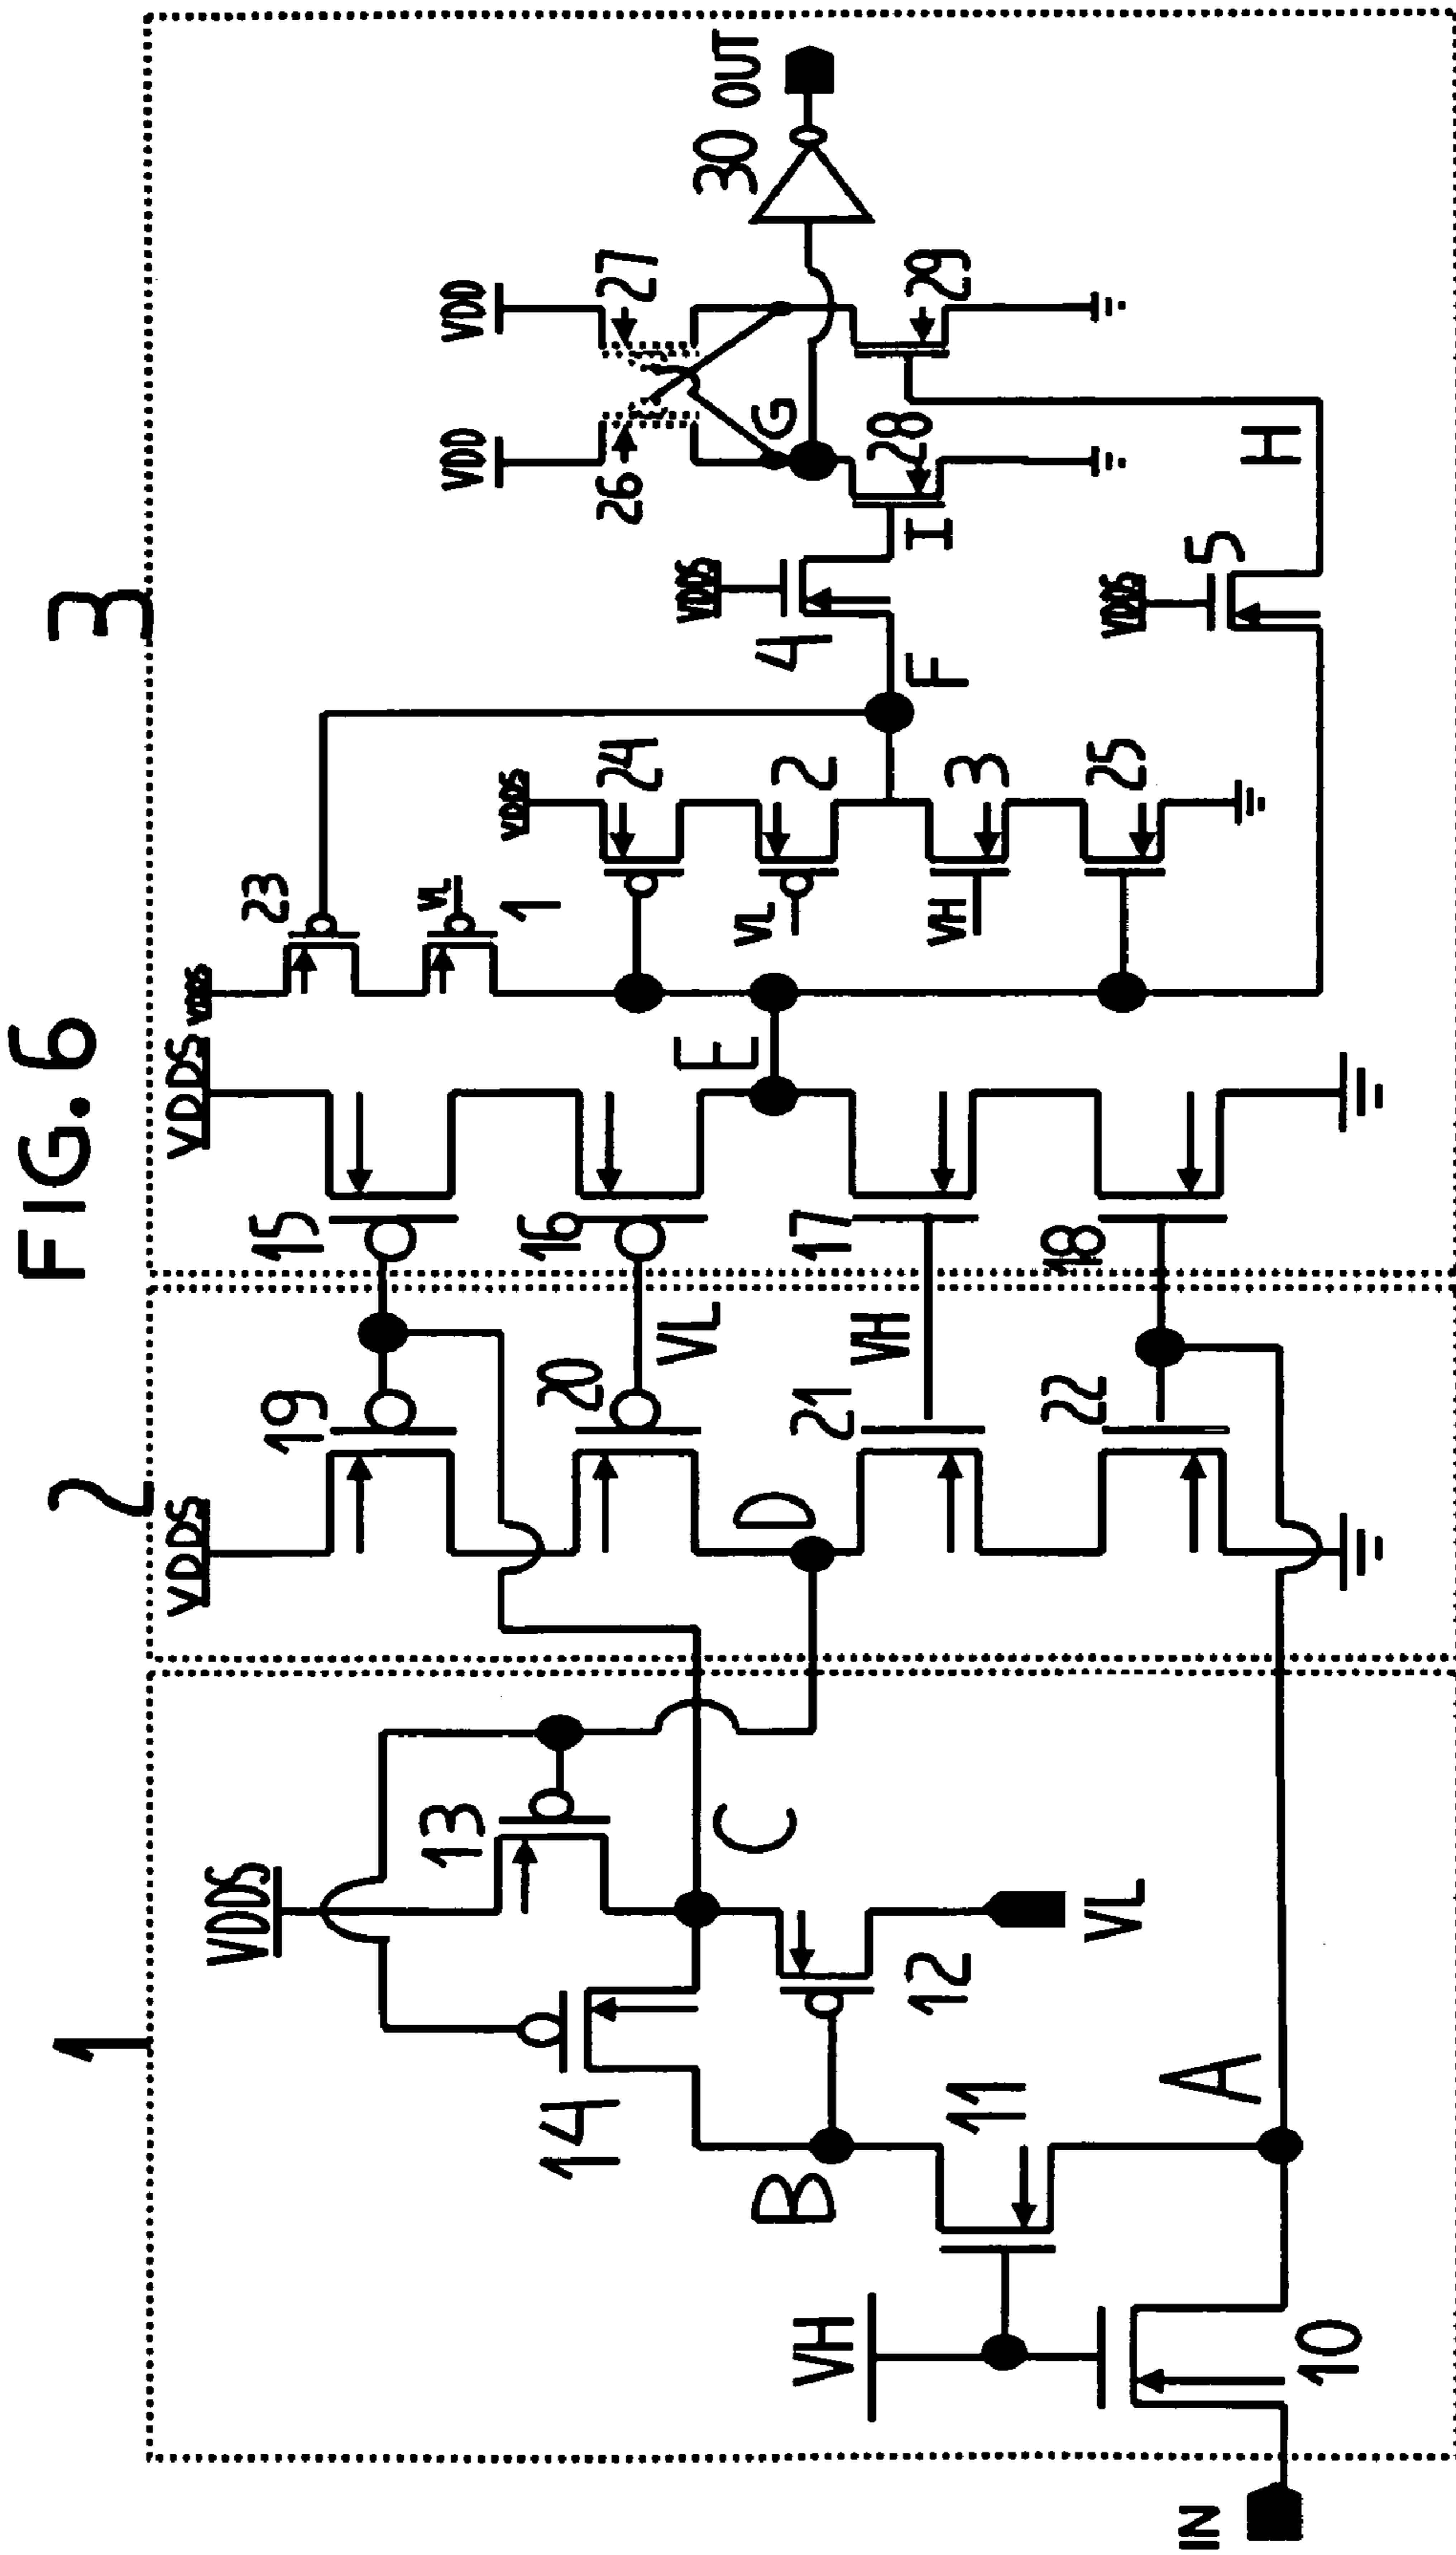 FIG. 6
1
2
3
IN
VH
10
11
A
B
14
12
VL
C
13
VDDS
VDDS
19
20
D
21
22
VL
VH
VDDS
15
16
17
18
E
VDDS
23
VL
1
VDDS
24
VL
2
VH
3
25
F
VDDS
4
I
VDDS
5
H
VDD
26
G
28
VDD
27
29
30
OUT